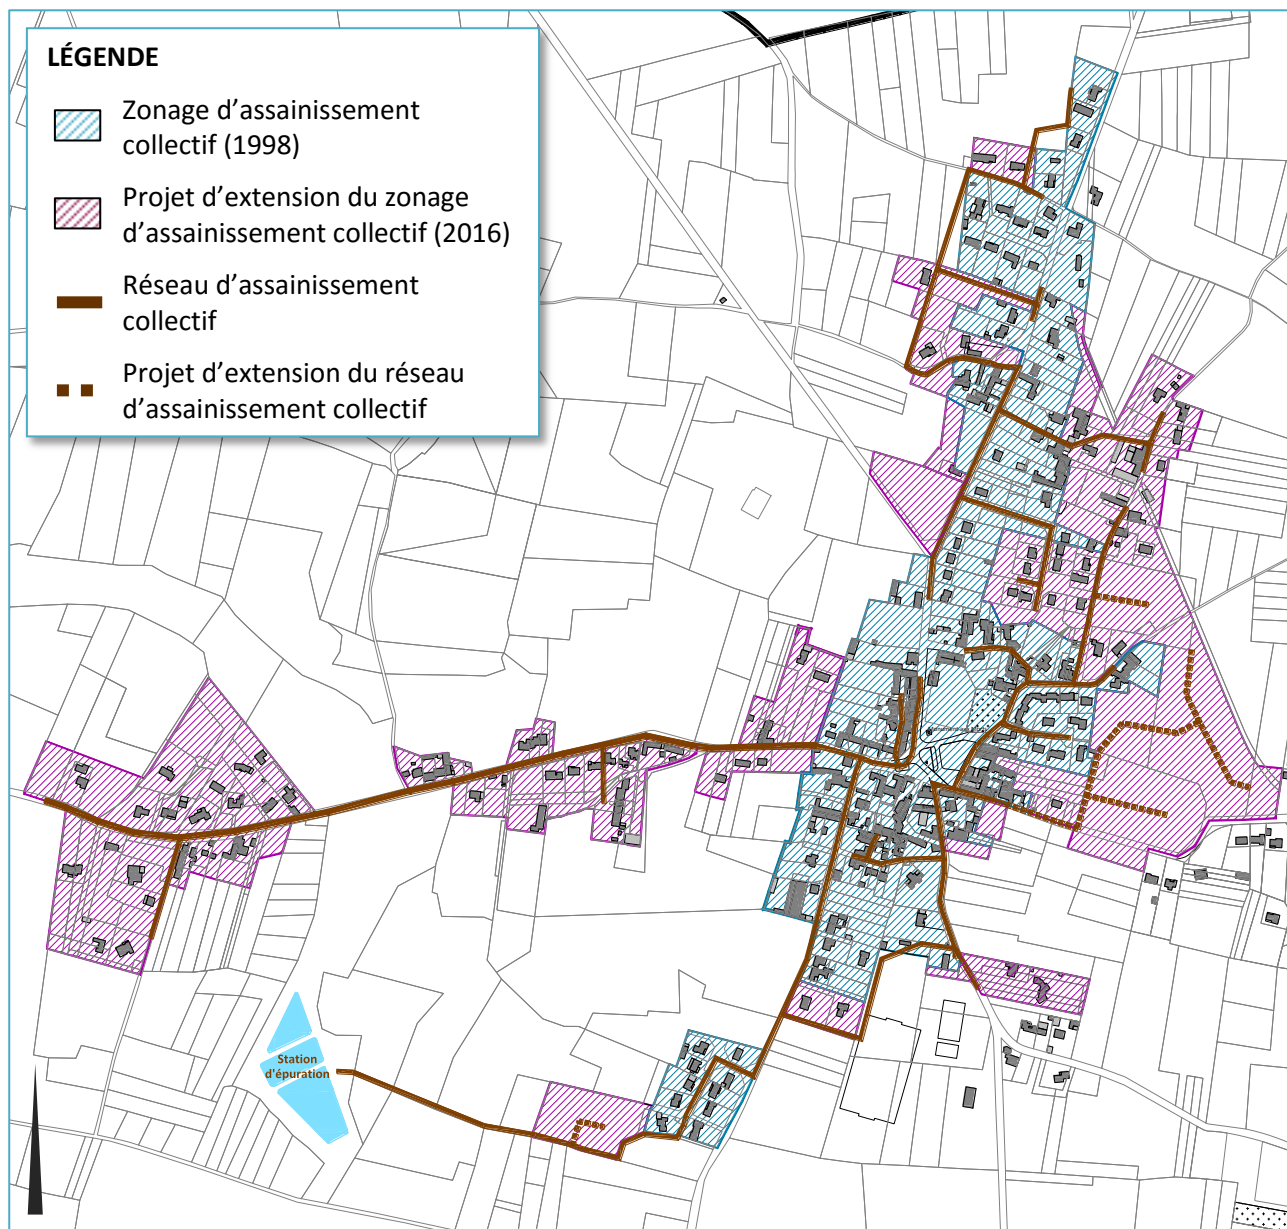 LÉGENDE
Zonage d’assainissement
collectif (1998)
Projet d’extension du zonage
d’assainissement collectif (2016)
Réseau d’assainissement
collectif
Projet d’extension du réseau
d’assainissement collectif
Station
d'épuration